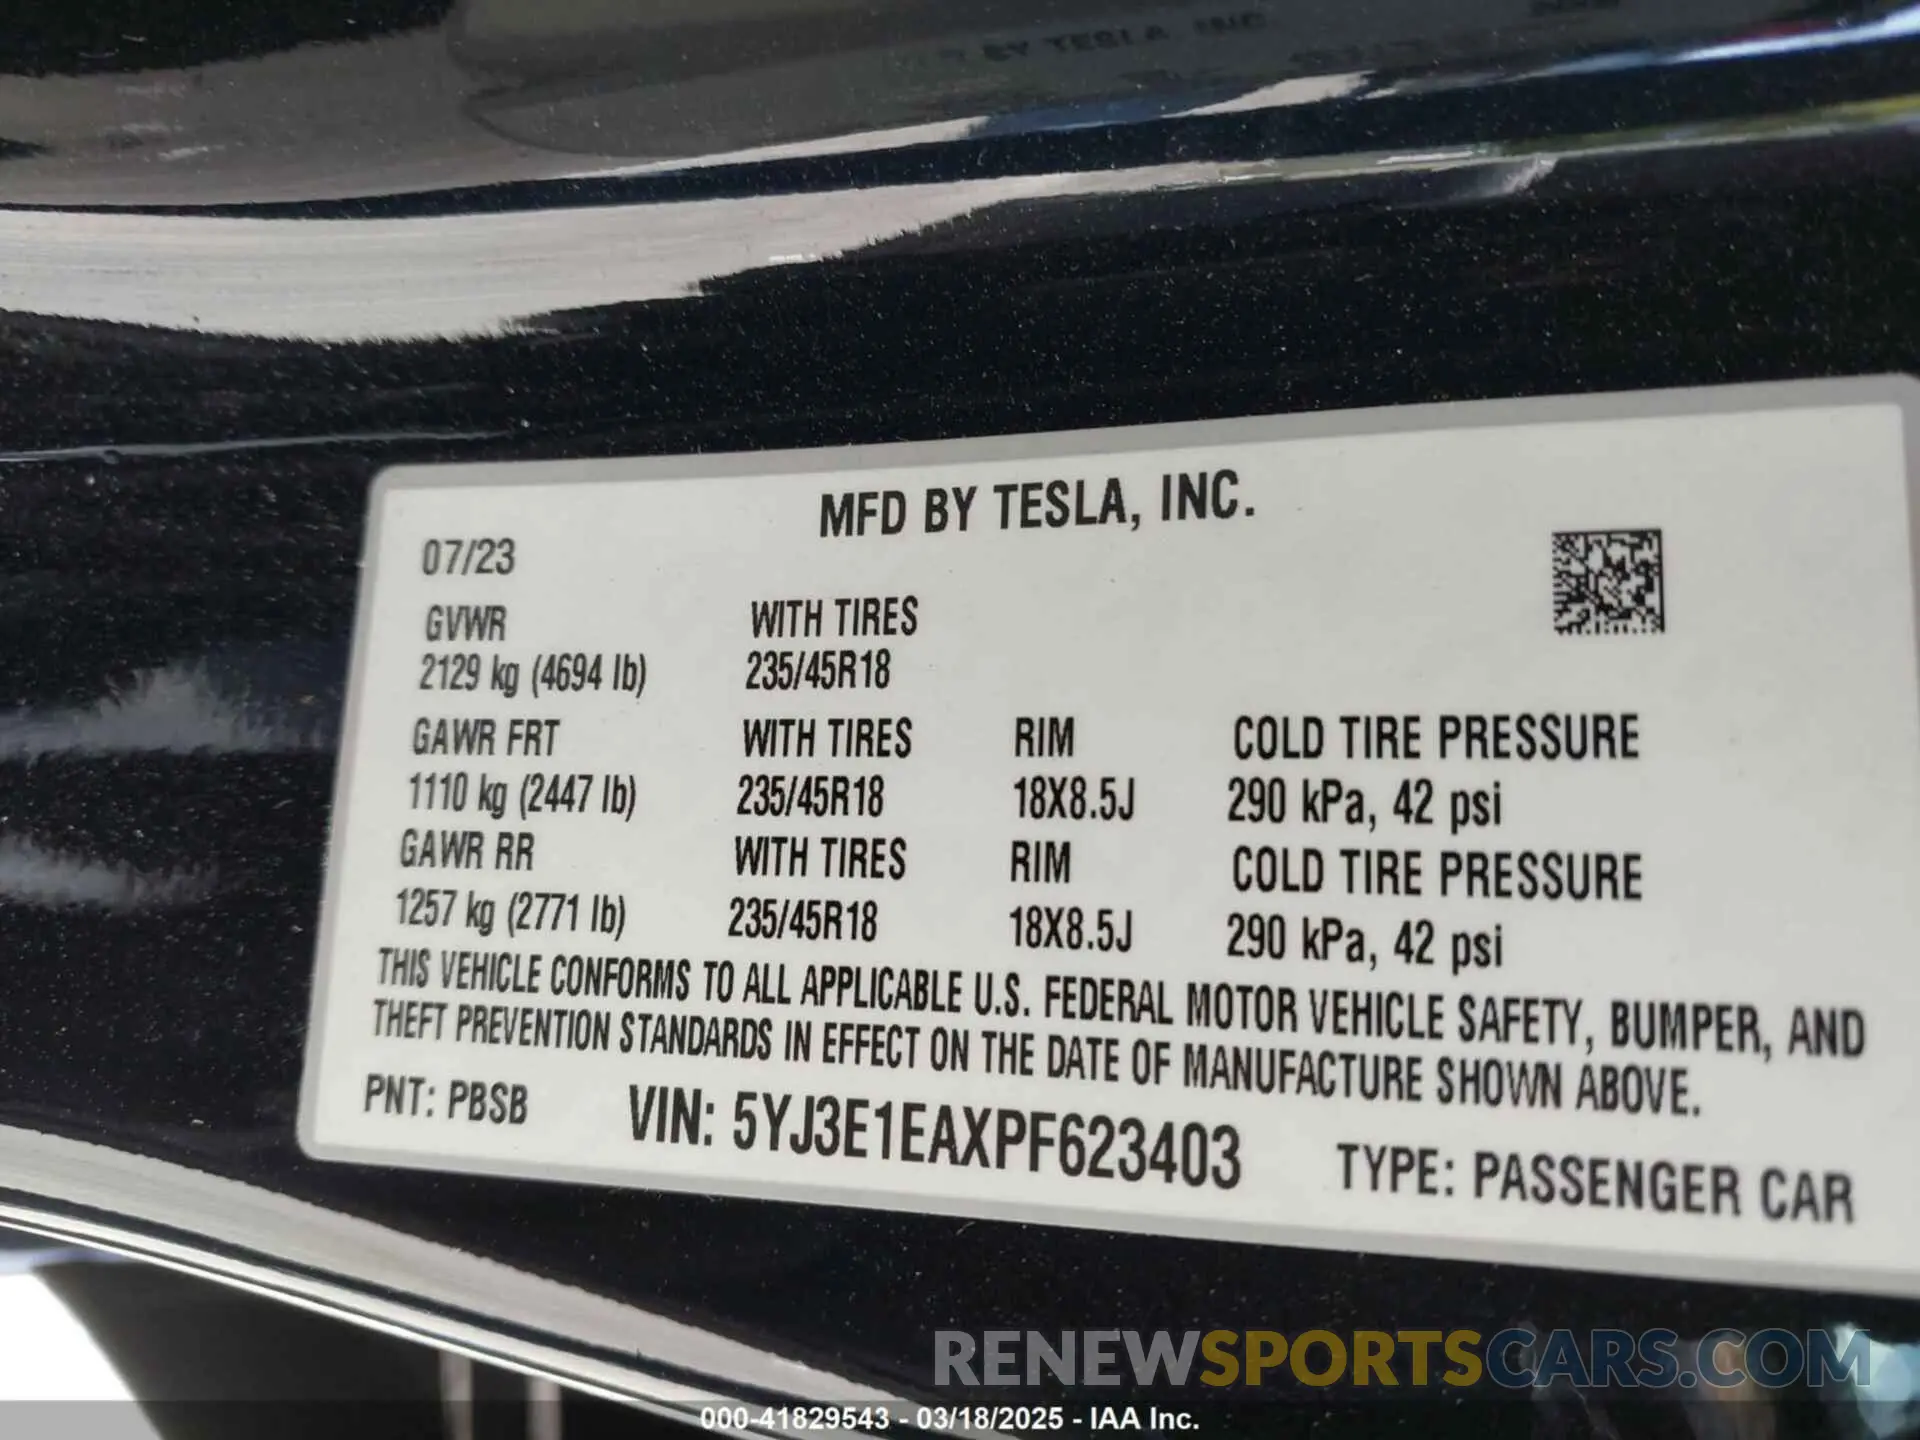 BY TESLA, INC.
MFD BY TESLA, INC.
07/23
GVWR WITH TIRES
2129 kg (4694 lb) 235/45R18
GAWR FRT WITH TIRES RIM COLD TIRE PRESSURE
1110 kg (2447 lb) 235/45R18 18X8.5J 290 kPa, 42 psi
GAWR RR WITH TIRES RIM COLD TIRE PRESSURE
1257 kg (2771 lb) 235/45R18 18X8.5J 290 kPa, 42 psi
THIS VEHICLE CONFORMS TO ALL APPLICABLE U.S. FEDERAL MOTOR VEHICLE SAFETY, BUMPER, AND
THEFT PREVENTION STANDARDS IN EFFECT ON THE DATE OF MANUFACTURE SHOWN ABOVE.
PNT: PBSB VIN: 5YJ3E1EAXPF623403 TYPE: PASSENGER CAR
RENEWSPORTSCARS.COM
000-41829543 - 03/18/2025 - IAA Inc.